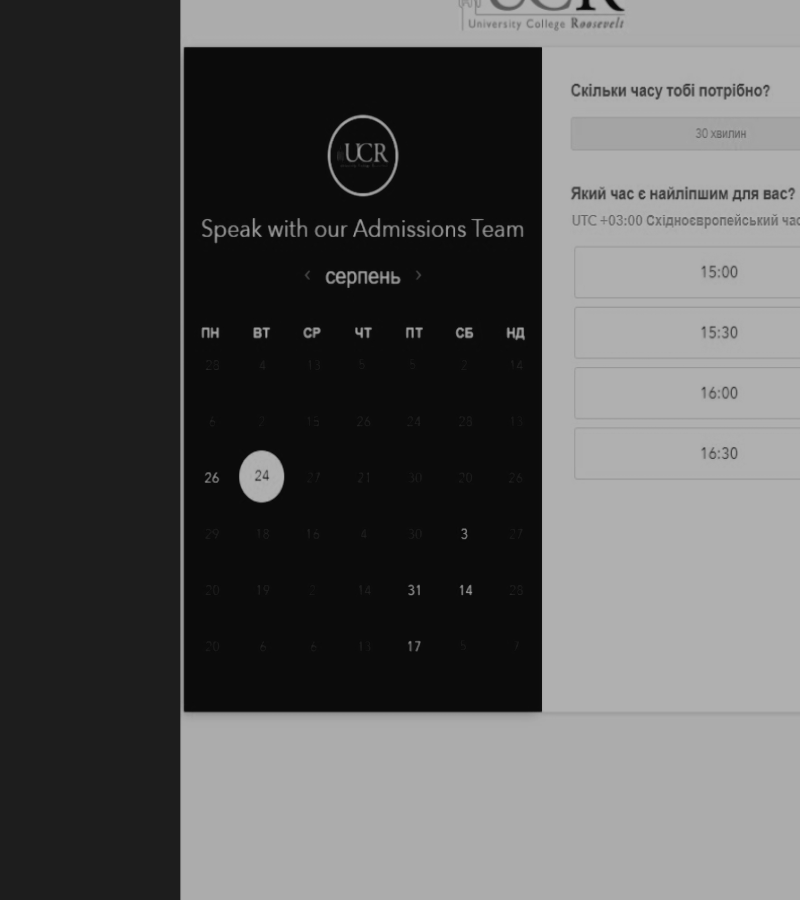 UCR
University College Roosevelt
UCR
Speak with our Admissions Team
‹ серпень ›
ПН ВТ СР ЧТ ПТ СБ НД
25 4 13 5 5 2 14
6 2 15 26 24 28 13
26 24 27 21 30 20 26
29 18 16 4 30 3 27
20 19 2 14 31 14 25
20 6 6 13 17 5 7
Скільки часу тобі потрібно?
30 хвилин
Який час є найліпшим для вас?
UTC +03:00 Східноєвропейський час
15:00
15:30
16:00
16:30